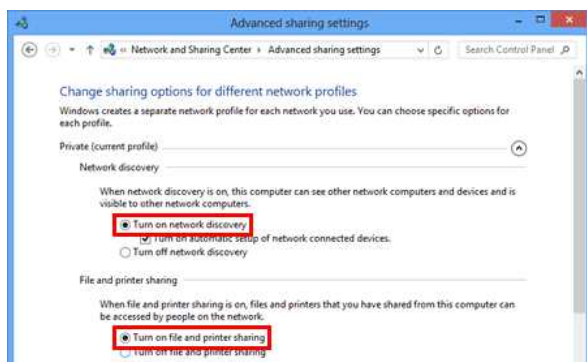 Advanced sharing settings
« Network and Sharing Center › Advanced sharing settings
Search Control Panel
Change sharing options for different network profiles
Windows creates a separate network profile for each network you use. You can choose specific options for
each profile.
Private (current profile)
Network discovery
When network discovery is on, this computer can see other network computers and devices and is
visible to other network computers.
Turn on network discovery
Turn on automatic setup of network connected devices.
Turn off network discovery
File and printer sharing
When file and printer sharing is on, files and printers that you have shared from this computer can
be accessed by people on the network.
Turn on file and printer sharing
Turn off file and printer sharing